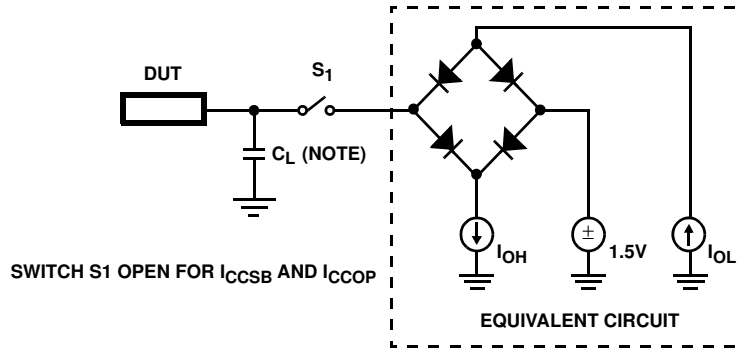 DUT
S1
CL (NOTE)
±
IOH
1.5V
IOL
SWITCH S1 OPEN FOR ICCSB AND ICCOP
EQUIVALENT CIRCUIT